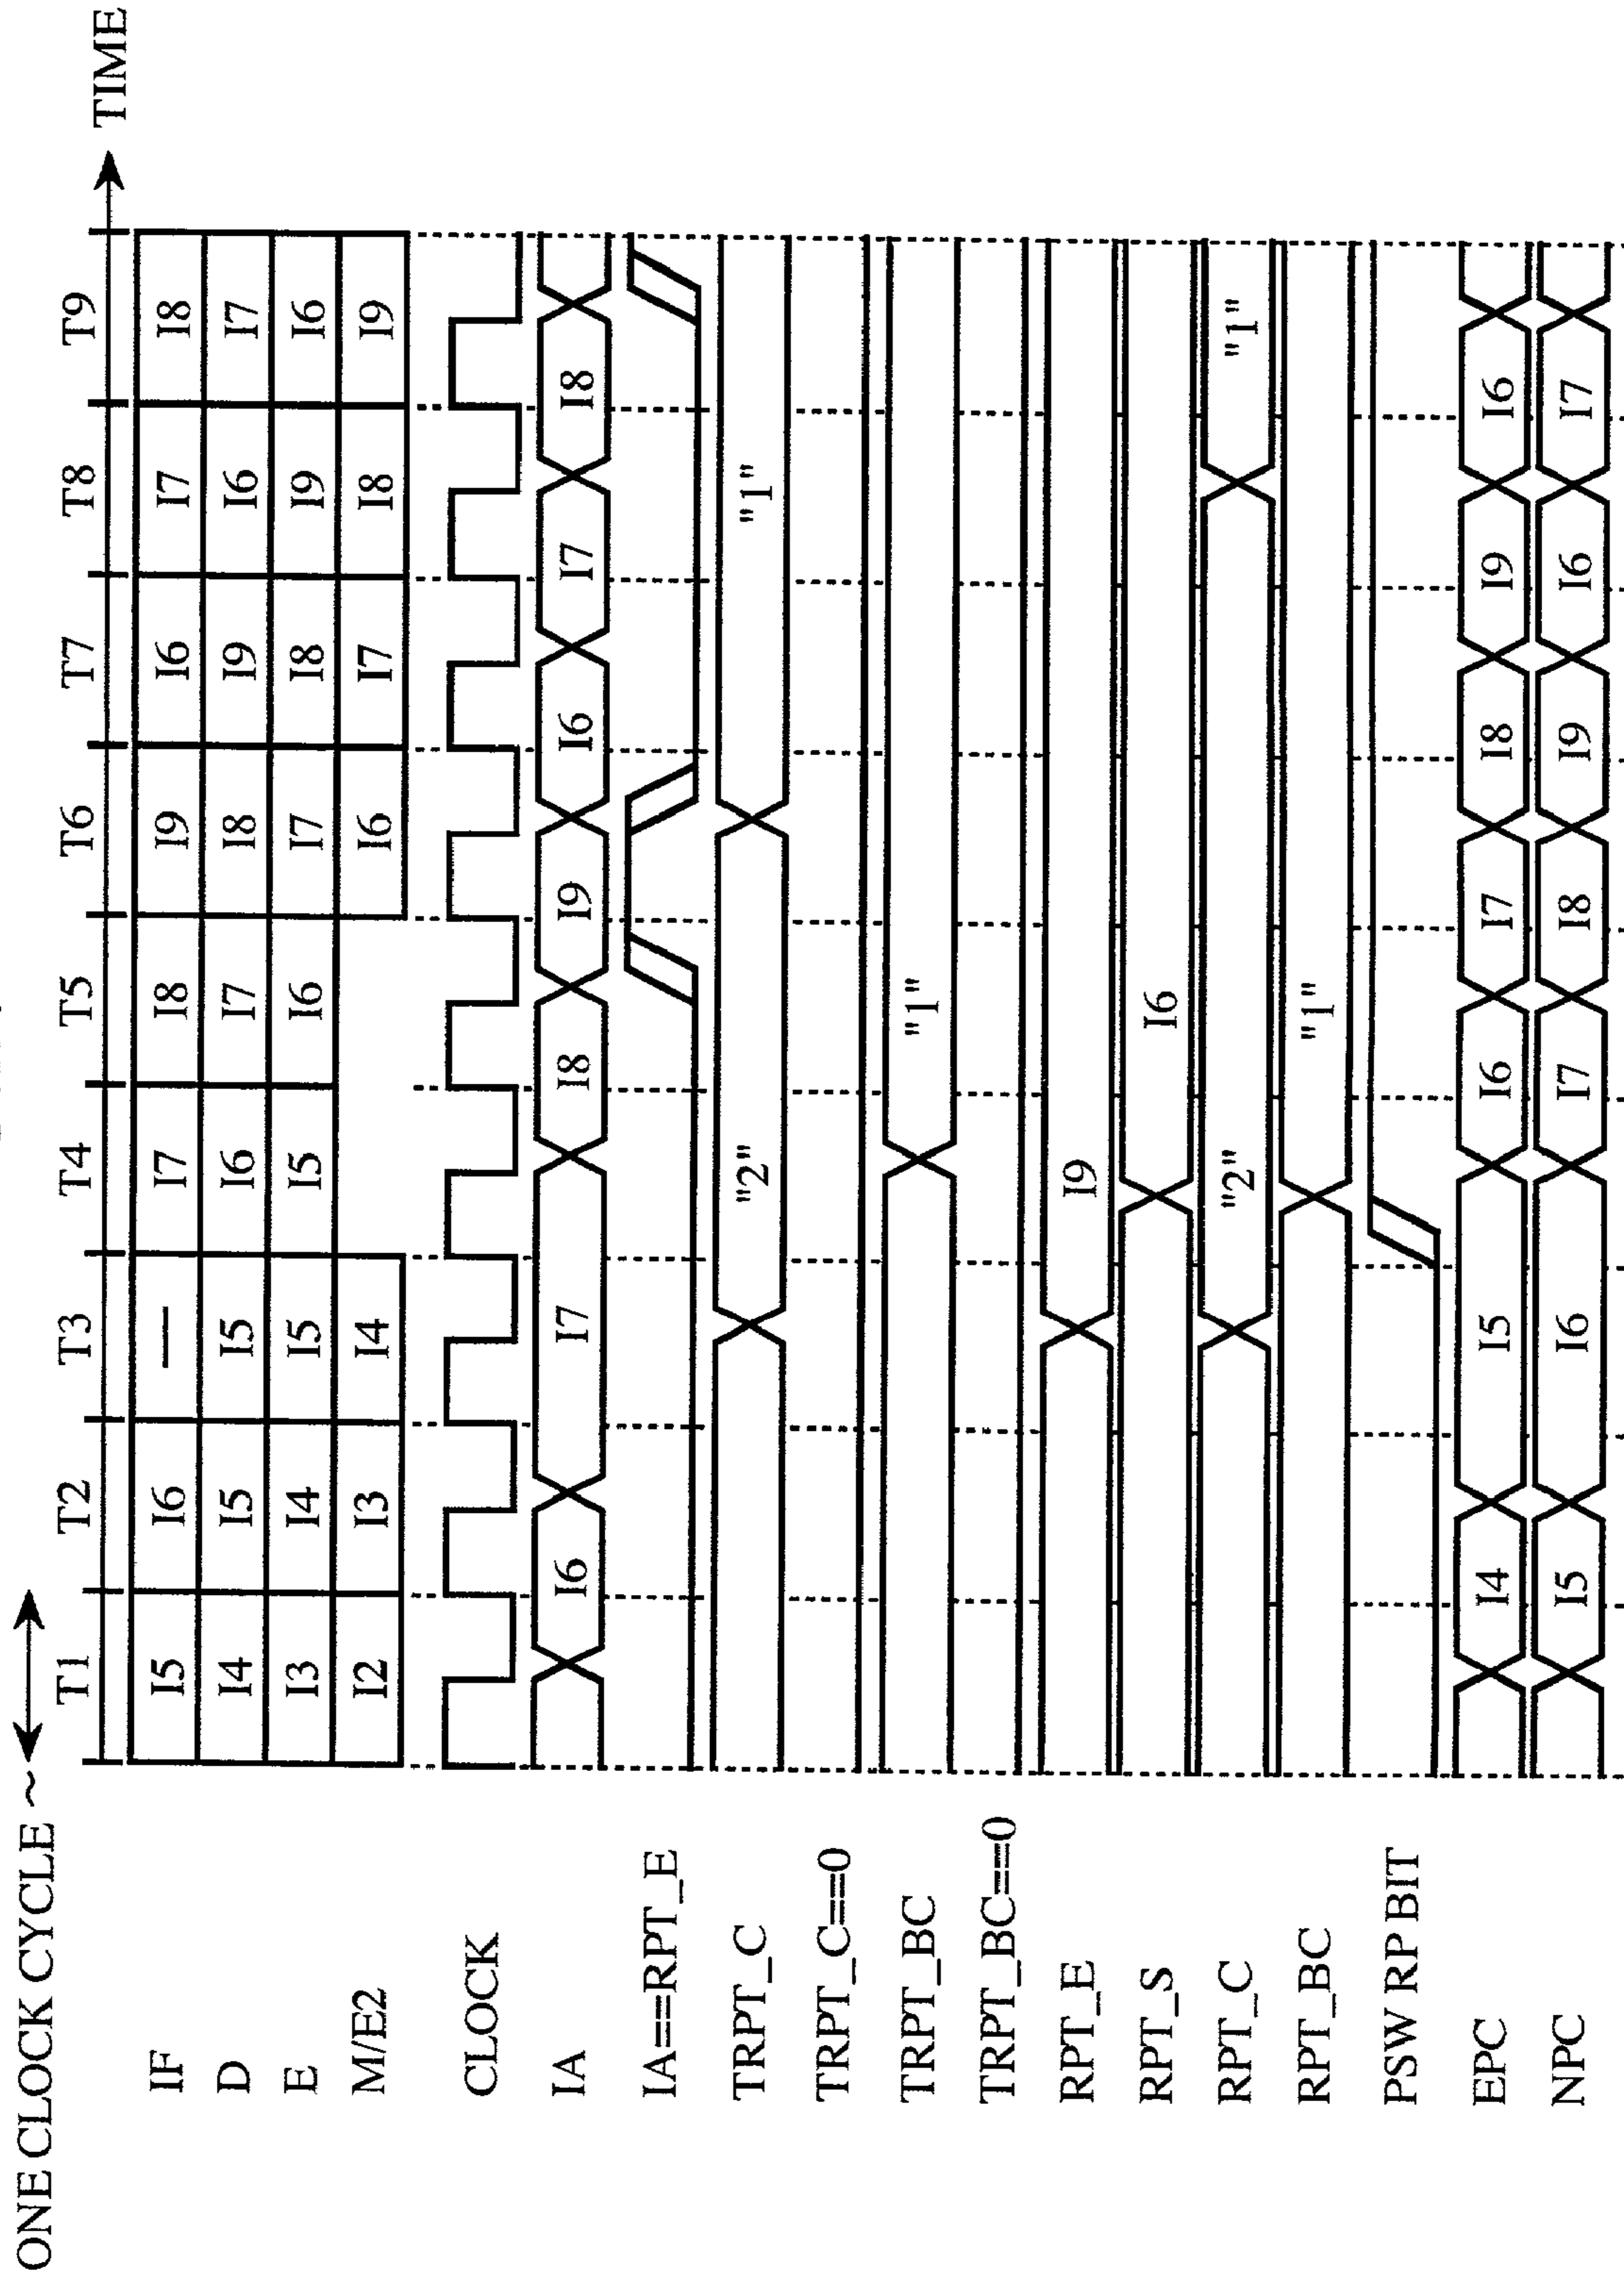 ONE CLOCK CYCLE ~
TIME
T1 T2 T3 T4 T5 T6 T7 T8 T9
IF I5 I6 — I7 I8 I9 I6 I7 I8
D I4 I5 I5 I6 I7 I8 I9 I6 I7
E I3 I4 I5 I5 I6 I7 I8 I9 I6
M/E2 I2 I3 I4 I6 I7 I8 I9
CLOCK
IA I6 I7 I8 I9 I6 I7 I8
IA==RPT_E
TRPT_C "2" "1"
TRPT_C==0
TRPT_BC "1"
TRPT_BC==0
RPT_E I9
RPT_S I6
RPT_C "2" "1"
RPT_BC "1"
PSW RP BIT
EPC I4 I5 I6 I7 I8 I9 I6
NPC I5 I6 I7 I8 I9 I6 I7